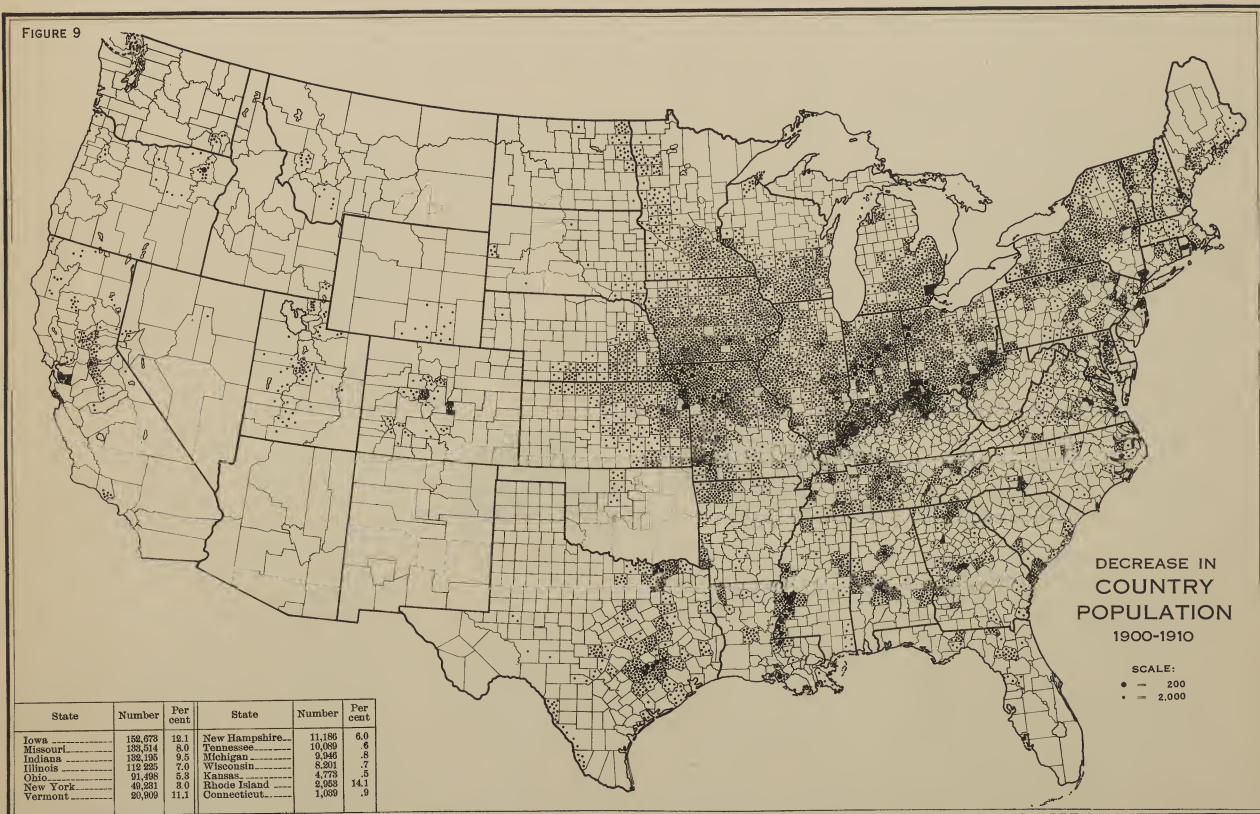 FIGURE 9
DECREASE IN
COUNTRY
POPULATION
1900-1910
SCALE:
• — 200
• — 2,000
State Number Per cent State Number Per cent
Iowa 152,673 12.1 New Hampshire 11,186 6.0
Missouri 133,514 8.0 Tennessee 10,089 .6
Indiana 132,195 9.5 Michigan 9,946 .8
Illinois 112 225 7.0 Wisconsin 8,201 .7
Ohio 91,498 5.3 Kansas 4,773 .5
New York 49,231 3.0 Rhode Island 2,953 14.1
Vermont 20,909 11.1 Connecticut 1,039 .9